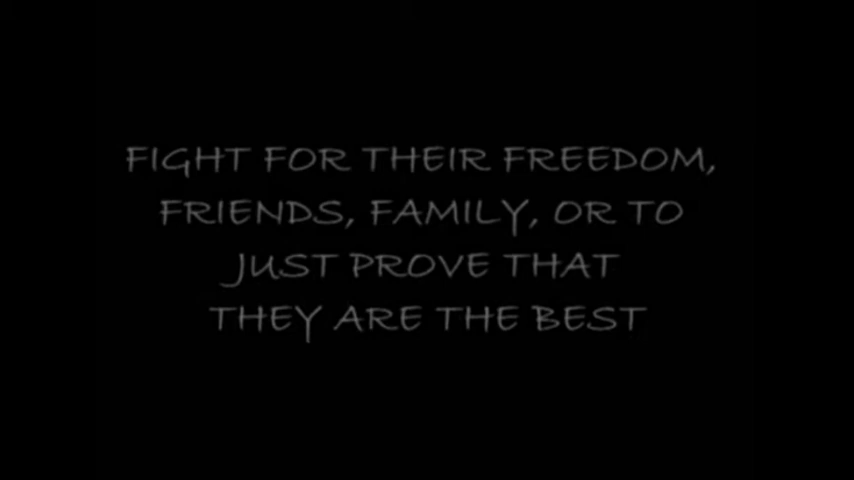 FIGHT FOR THEIR FREEDOM,
FRIENDS, FAMILY, OR TO
JUST PROVE THAT
THEY ARE THE BEST